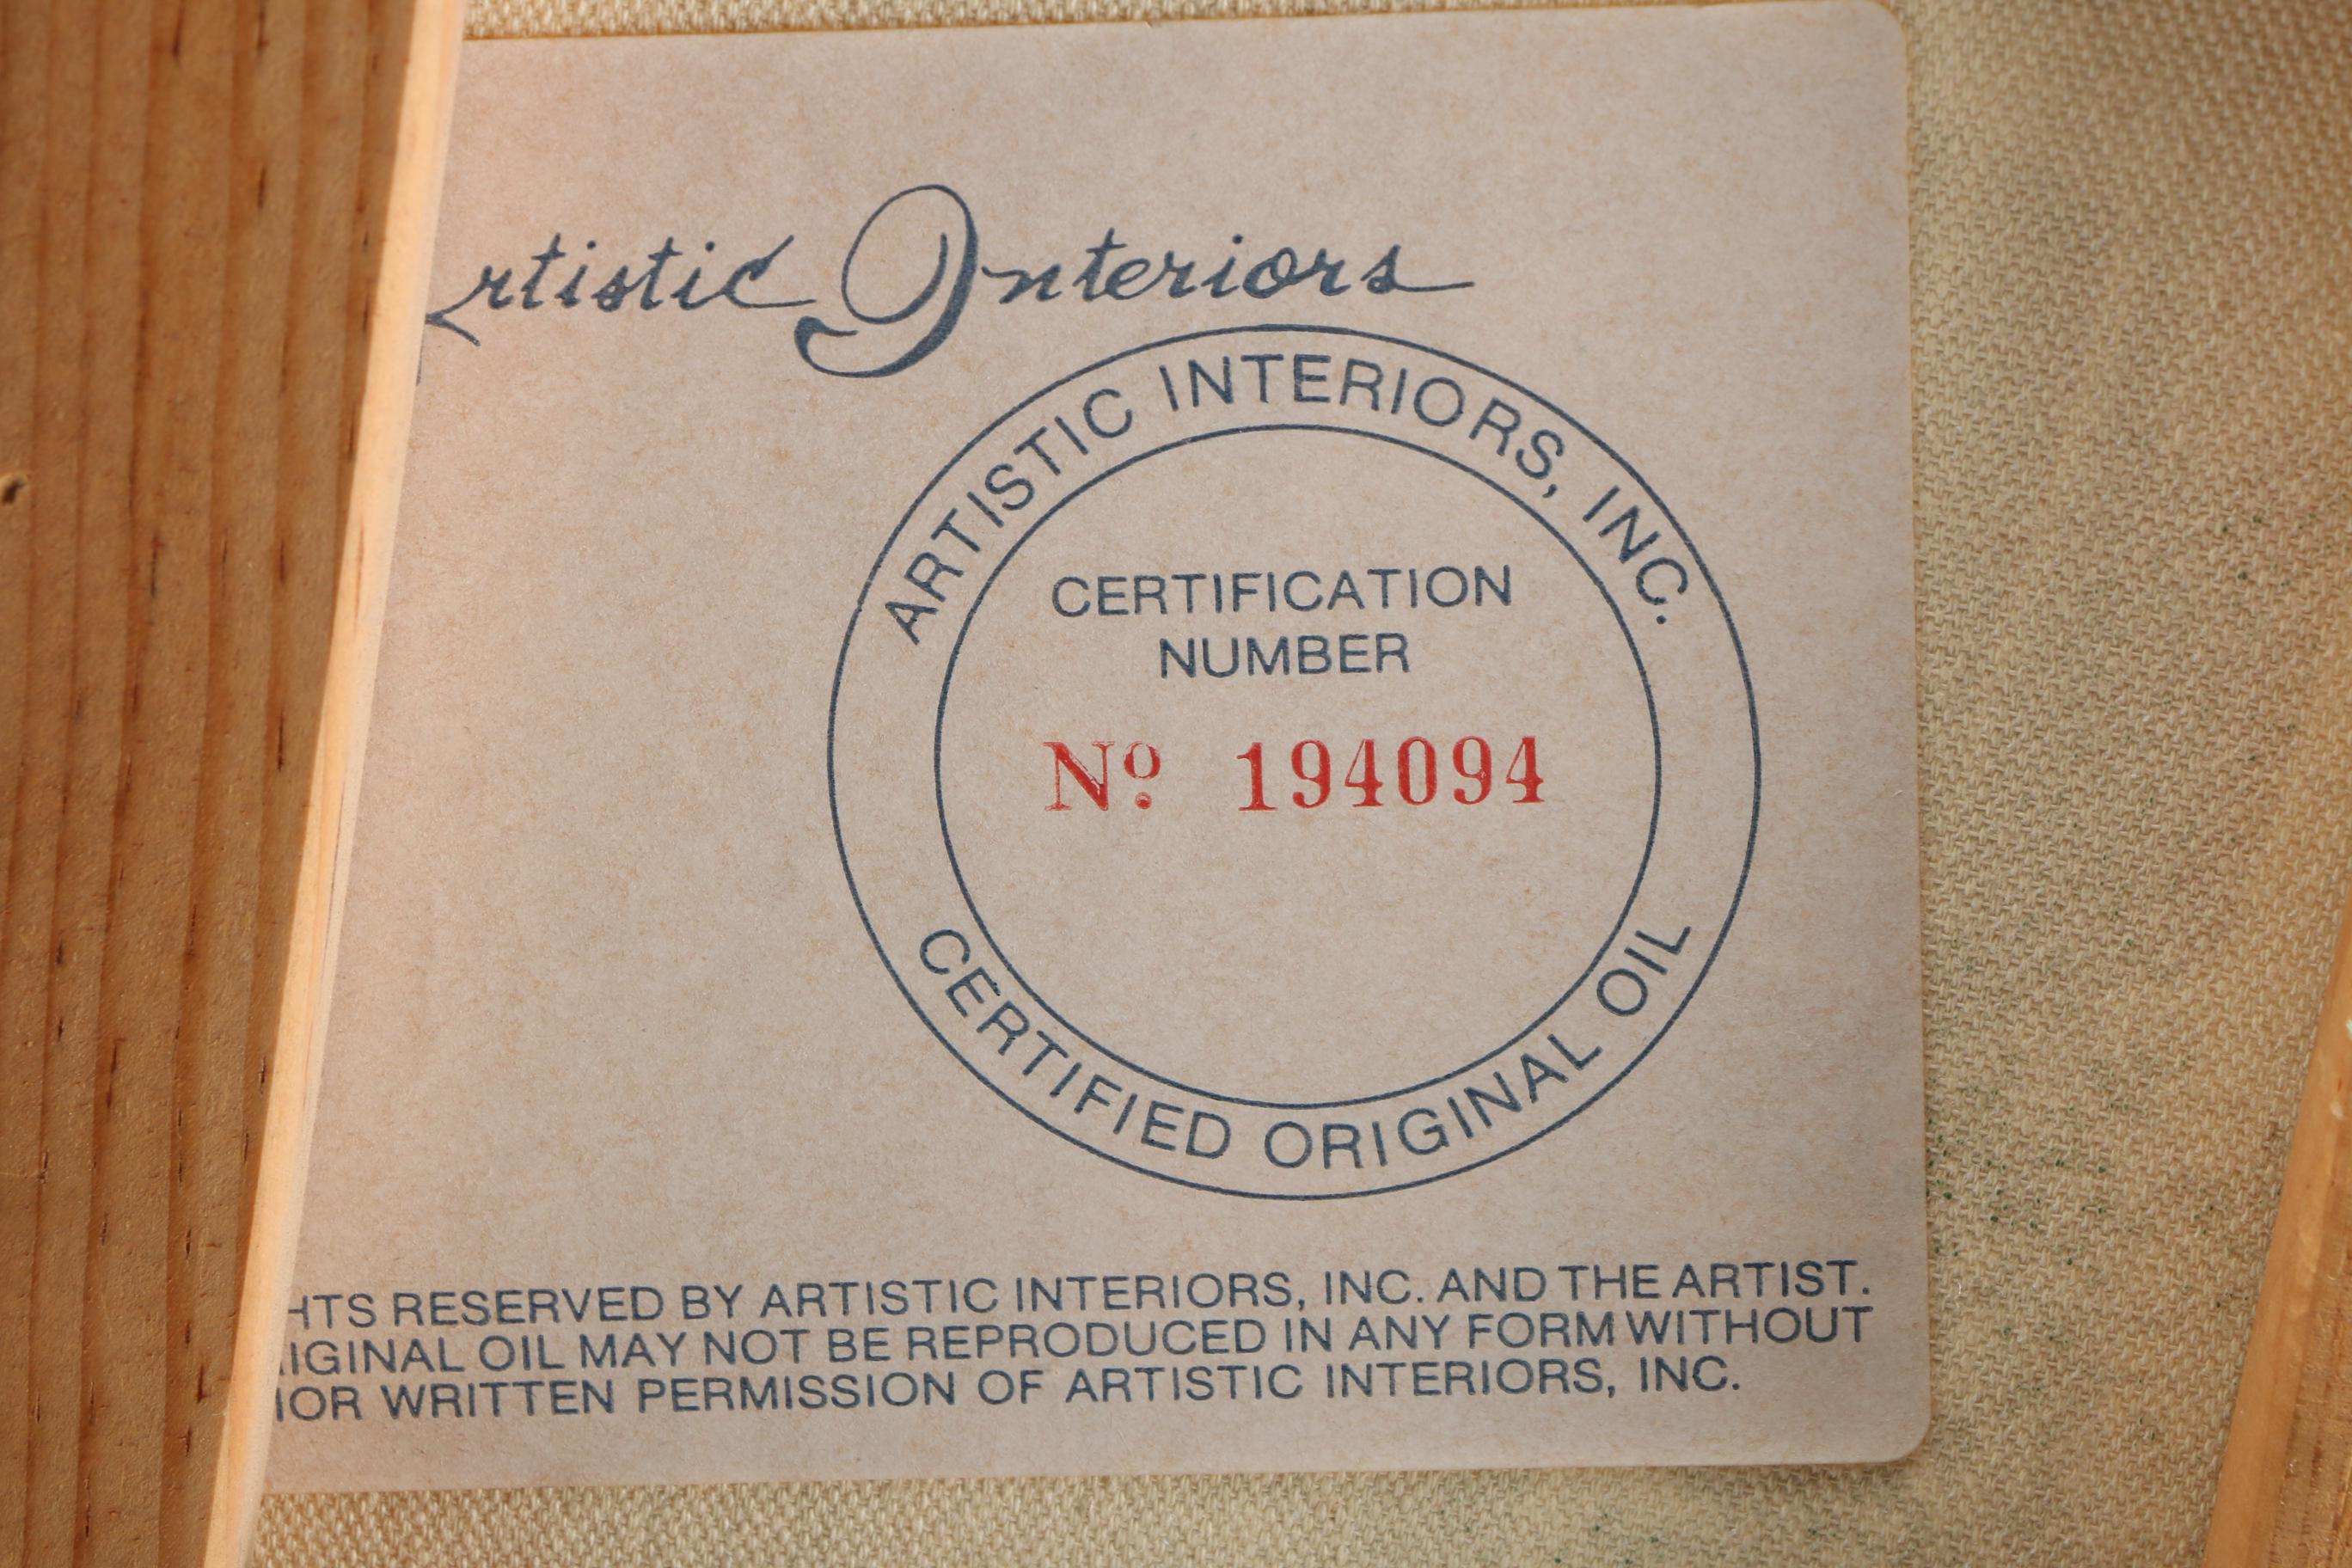 rtistic Interiors
ARTISTIC INTERIORS, INC.
CERTIFICATION
NUMBER
Nº 194094
CERTIFIED ORIGINAL OIL
HTS RESERVED BY ARTISTIC INTERIORS, INC. AND THE ARTIST.
IGINAL OIL MAY NOT BE REPRODUCED IN ANY FORM WITHOUT
IOR WRITTEN PERMISSION OF ARTISTIC INTERIORS, INC.